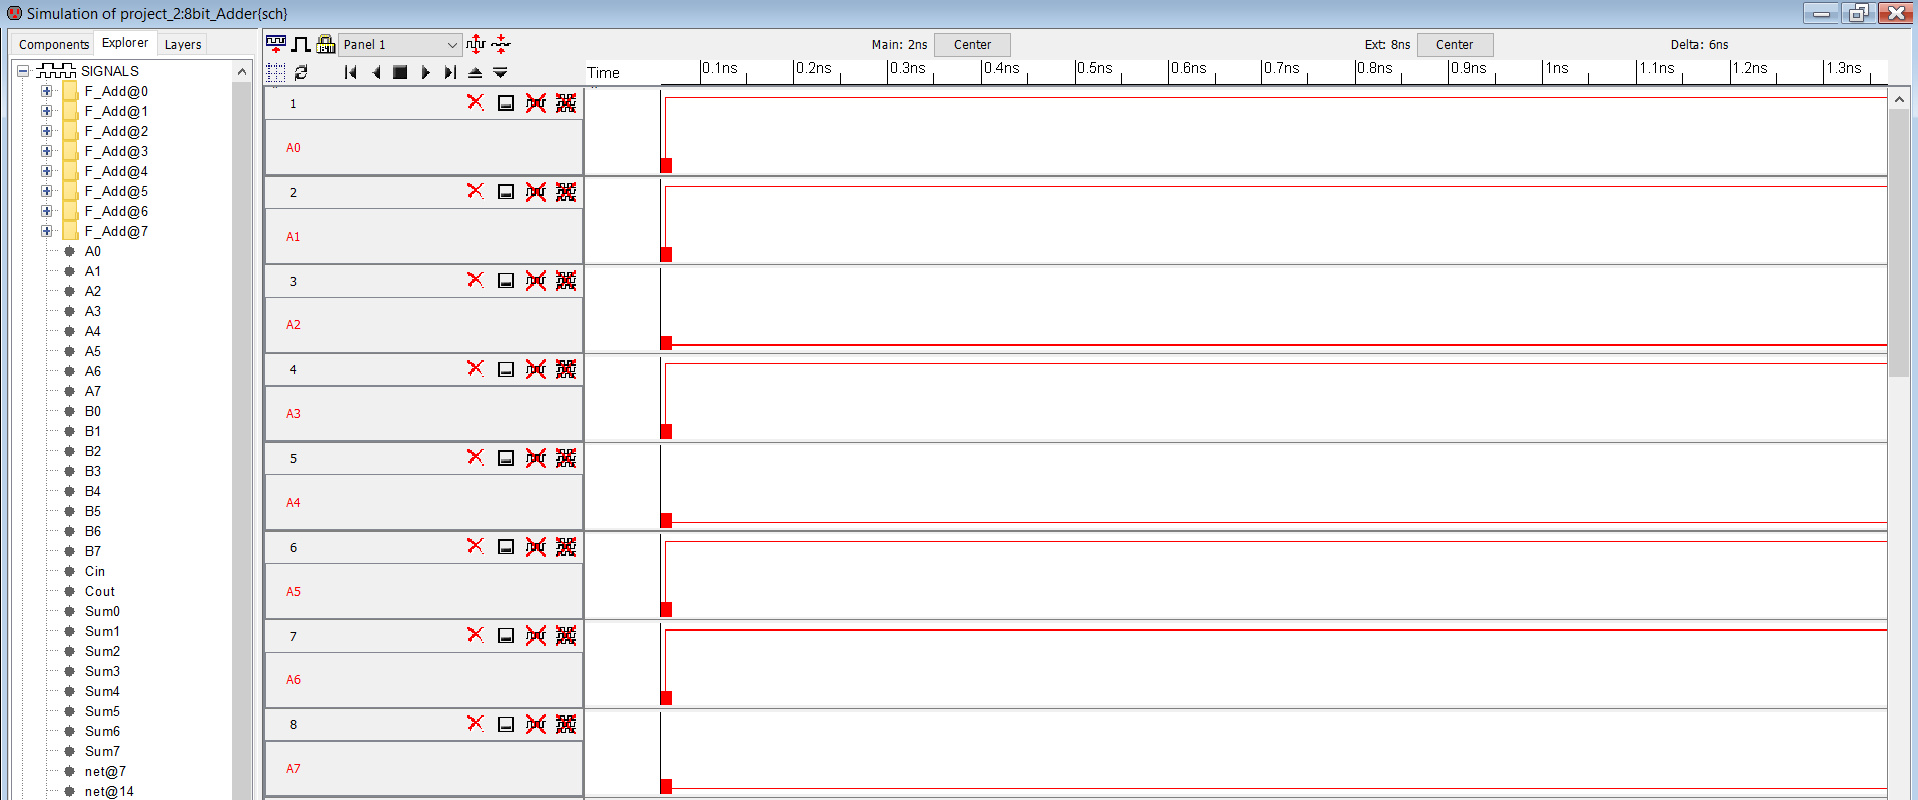 Simulation of project_2:8bit_Adder{sch}
Components Explorer Layers
SIGNALS
F_Add@0
F_Add@1
F_Add@2
F_Add@3
F_Add@4
F_Add@5
F_Add@6
F_Add@7
A0
A1
A2
A3
A4
A5
A6
A7
B0
B1
B2
B3
B4
B5
B6
B7
Cin
Cout
Sum0
Sum1
Sum2
Sum3
Sum4
Sum5
Sum6
Sum7
net@7
net@14
Panel 1 Main: 2ns Center Ext: 8ns Center Delta: 6ns
Time 0.1ns 0.2ns 0.3ns 0.4ns 0.5ns 0.6ns 0.7ns 0.8ns 0.9ns 1ns 1.1ns 1.2ns 1.3ns
1
A0
2
A1
3
A2
4
A3
5
A4
6
A5
7
A6
8
A7